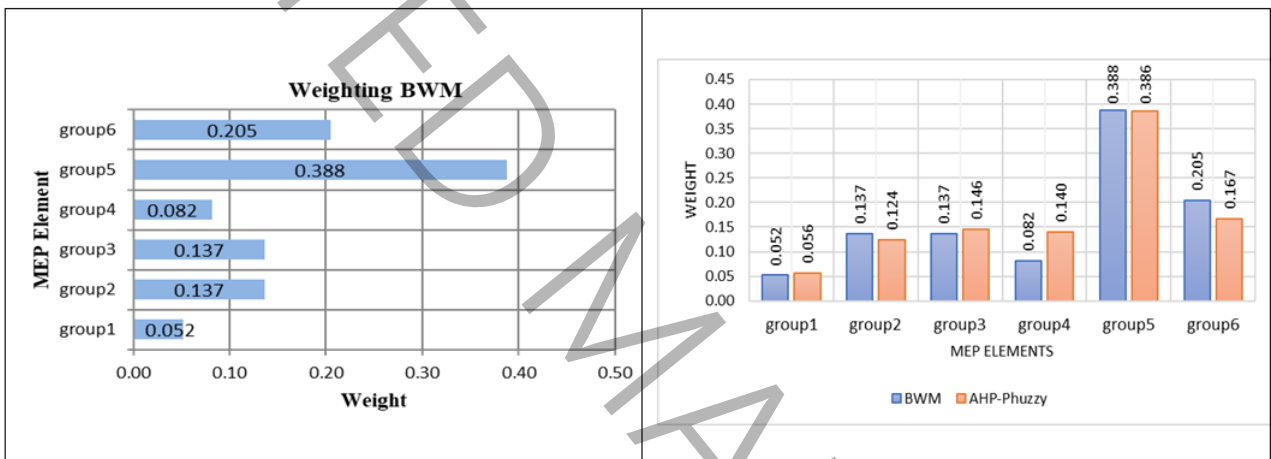 Weighting BWM
MEP Element
group6
0.205
group5
0.388
group4
0.082
group3
0.137
group2
0.137
group1
0.052
0.00 0.10 0.20 0.30 0.40 0.50
Weight
WEIGHT
0.45
0.40
0.35
0.30
0.25
0.20
0.15
0.10
0.05
0.00
0.052 0.056 0.137 0.124 0.137 0.146 0.082 0.140 0.388 0.386 0.205 0.167
group1 group2 group3 group4 group5 group6
MEP ELEMENTS
BWM AHP-Phuzzy
ED MA